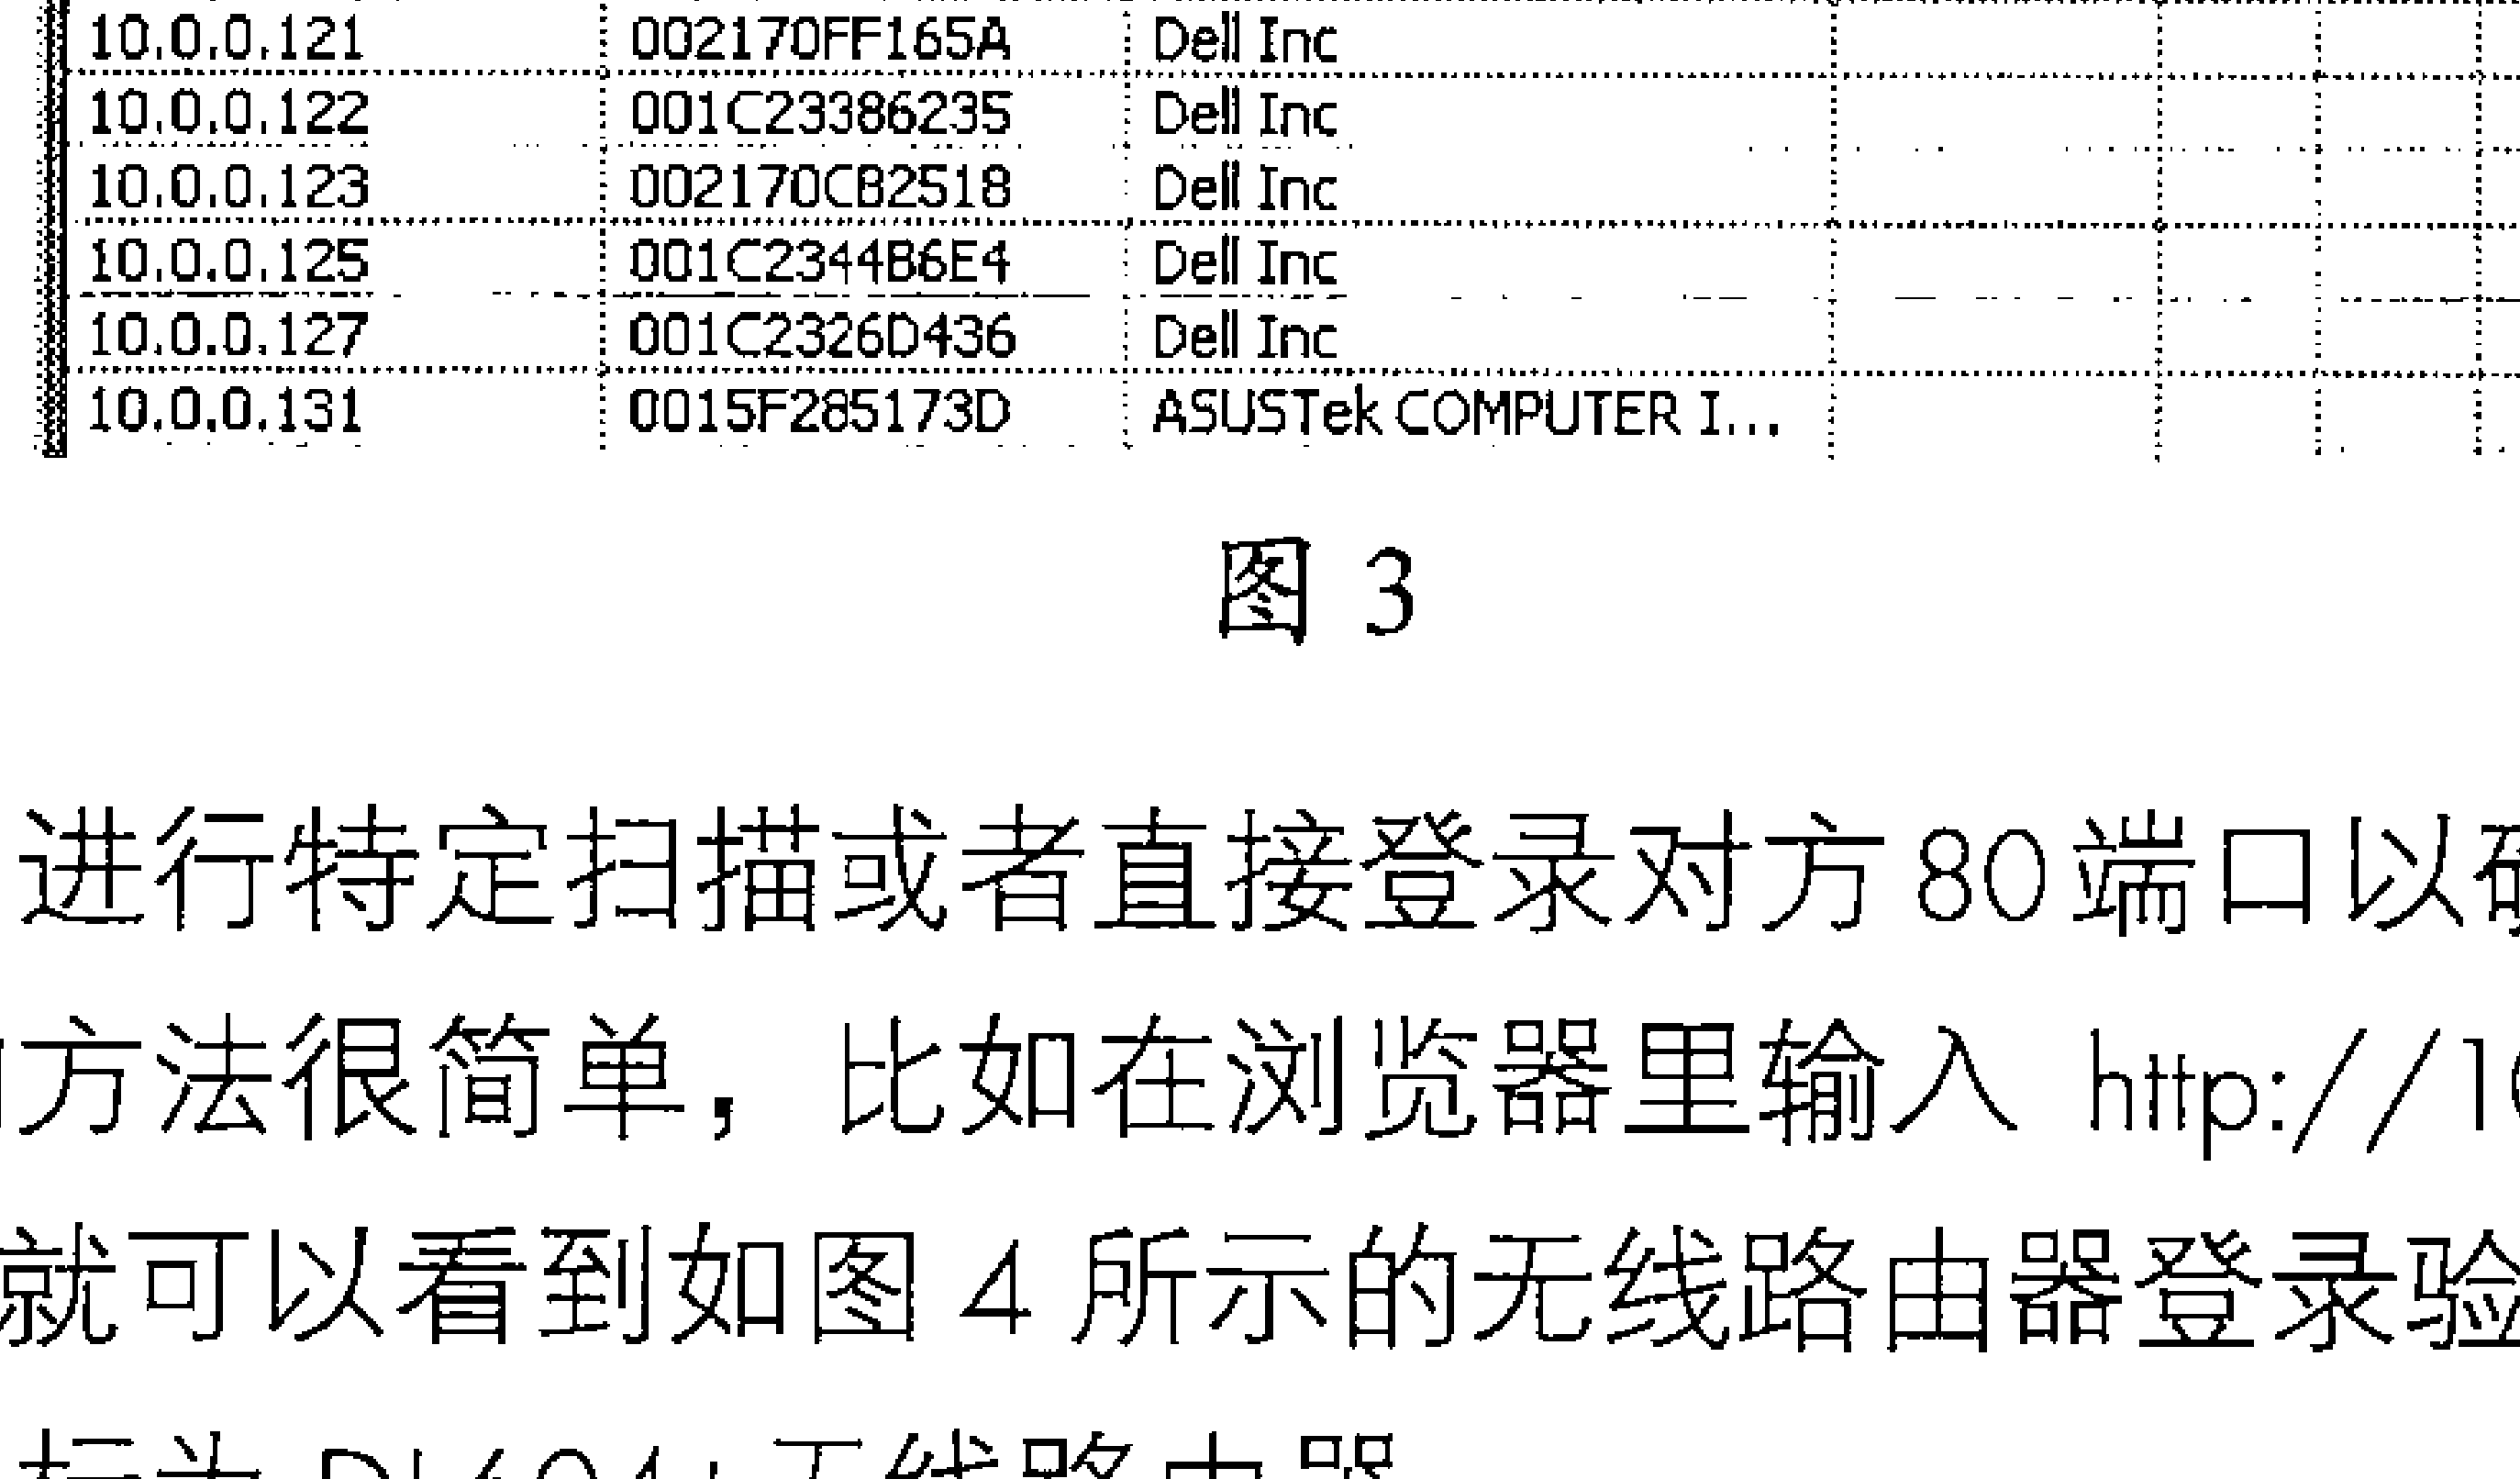 10.0.0.121 002170FF165A Dell Inc
10.0.0.122 001C23386235 Dell Inc
10.0.0.123 002170CB2518 Dell Inc
10.0.0.125 001C2344B6E4 Dell Inc
10.0.0.127 001C2326D436 Dell Inc
10.0.0.131 0015F285173D ASUSTek COMPUTER I...
图 3
进行特定扫描或者直接登录对方80端口以
方法很简单，比如在浏览器里输入 http://1
就可以看到如图 4 所示的无线路由器登录验
无线路由器